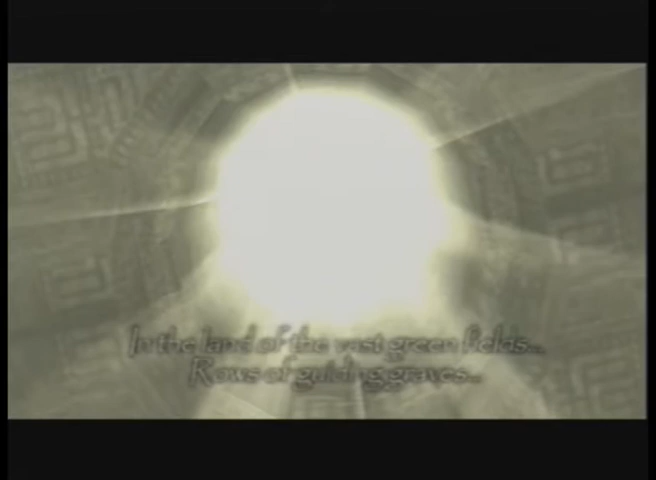 In the land of the vast green fields...
Rows of guiding graves...